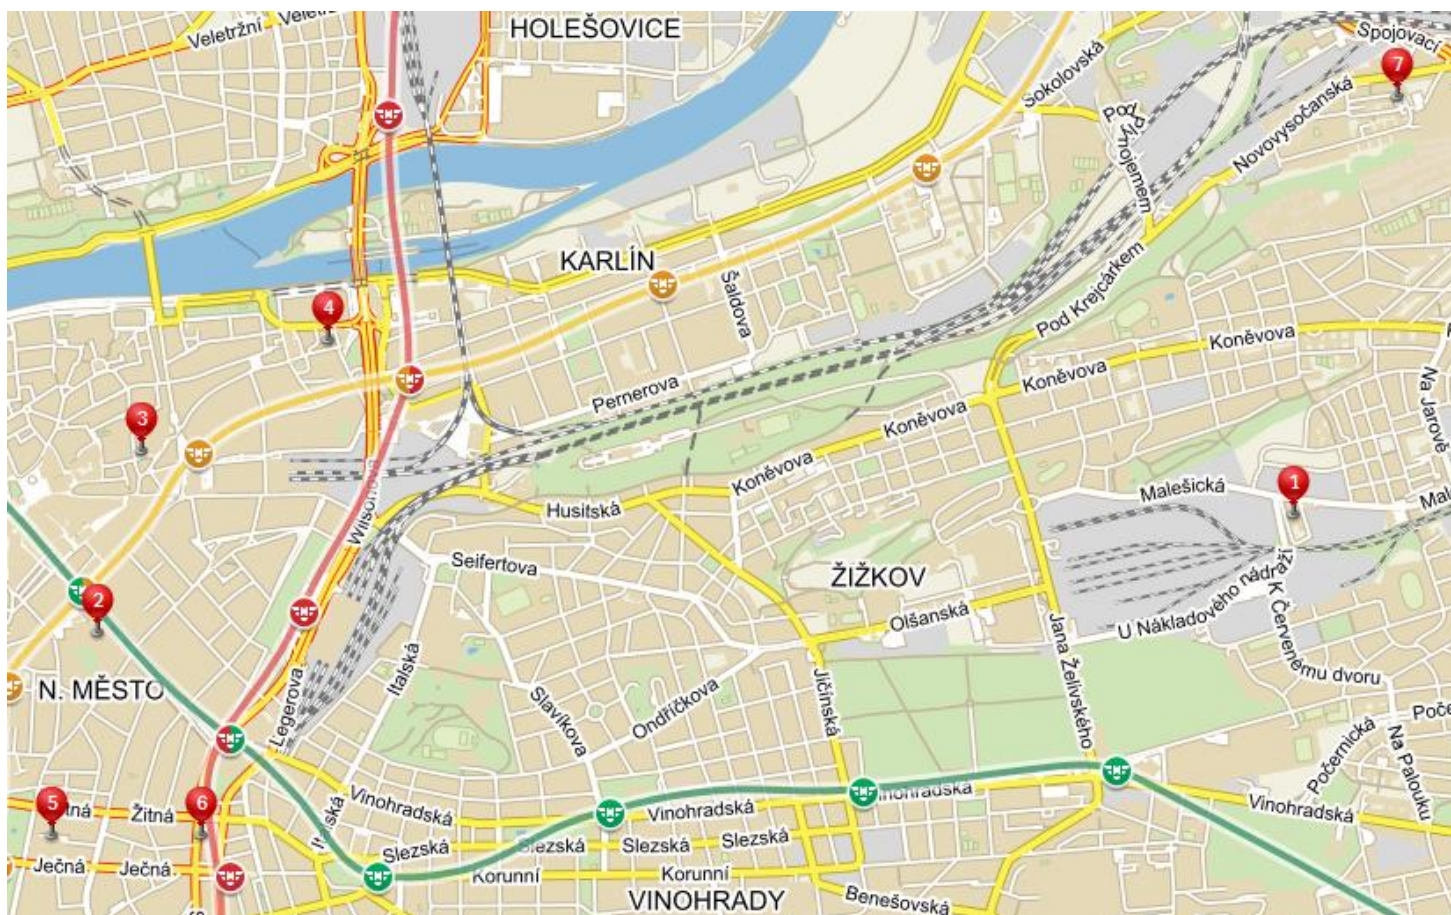 HOLEŠOVICE
Veletržní
Spojovací
7
Sokolovská
Pod
Novovysočanská
KARLÍN
Šaldova
4
Pod Krejcárkem
Koněvova
Koněvova
Pernerova
Na Jarově
3
Koněvova
Koněvova
1
Malešická
Husitská
Seifertova
ŽIŽKOV
2
Olšanská
U Nákladového nádraží
K Červenému dvoru
Jana Želivského
N. MĚSTO
Italská
Legerova
Slavíkova
Ondříčkova
Jičínská
Počernická
Na Palouku
5
6
Žitná
Vinohradská
Vinohradská
Vinohradská
Vinohradská
Slezská
Slezská
Slezská
Slezská
Ječná
Ječná
Korunní
Korunní
VINOHRADY
Benešovská